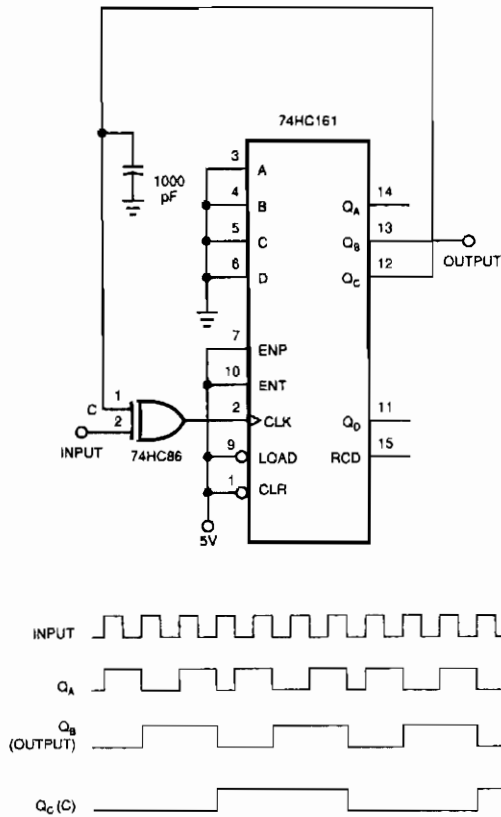 74HC161
1000
pF
3
A
4
B
5
C
6
D
14
QA
13
QB
12
QC
OUTPUT
7
ENP
10
ENT
C
1
2
INPUT
74HC86
2
CLK
9
LOAD
1
CLR
5V
11
QD
15
RCD
INPUT
QA
QB
(OUTPUT)
QC (C)